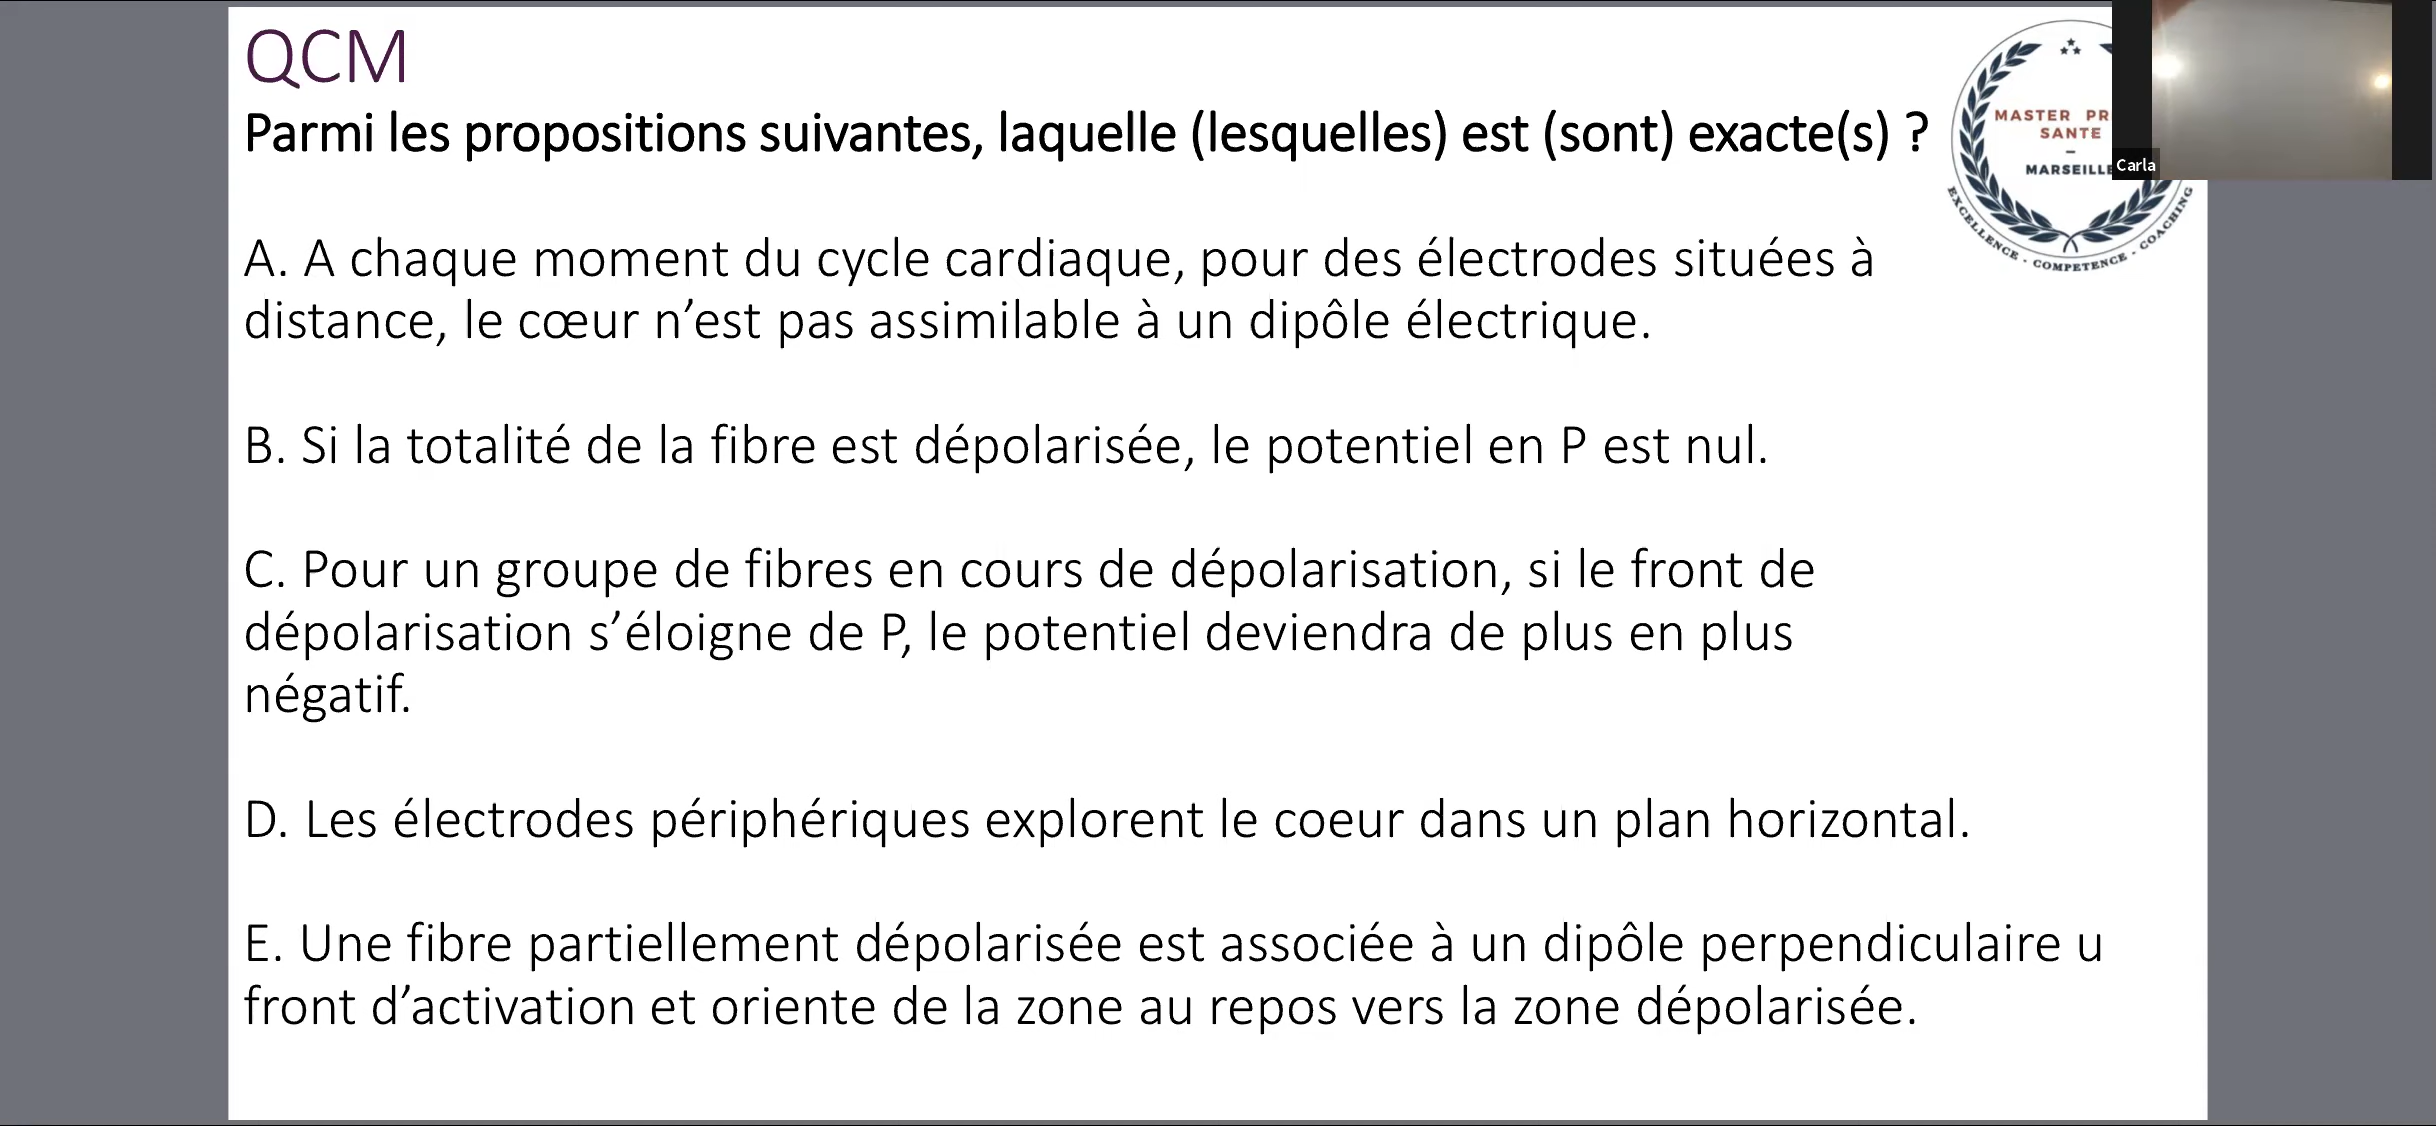 QCM
Parmi les propositions suivantes, laquelle (lesquelles) est (sont) exacte(s) ?
A. A chaque moment du cycle cardiaque, pour des électrodes situées à
distance, le cœur n’est pas assimilable à un dipôle électrique.
B. Si la totalité de la fibre est dépolarisée, le potentiel en P est nul.
C. Pour un groupe de fibres en cours de dépolarisation, si le front de
dépolarisation s’éloigne de P, le potentiel deviendra de plus en plus
négatif.
D. Les électrodes périphériques explorent le coeur dans un plan horizontal.
E. Une fibre partiellement dépolarisée est associée à un dipôle perpendiculaire u
front d’activation et oriente de la zone au repos vers la zone dépolarisée.
MASTER PR
SANTE
–
MARSEILLE
EXCELLENCE - COMPETENCE - COACHING
Carla